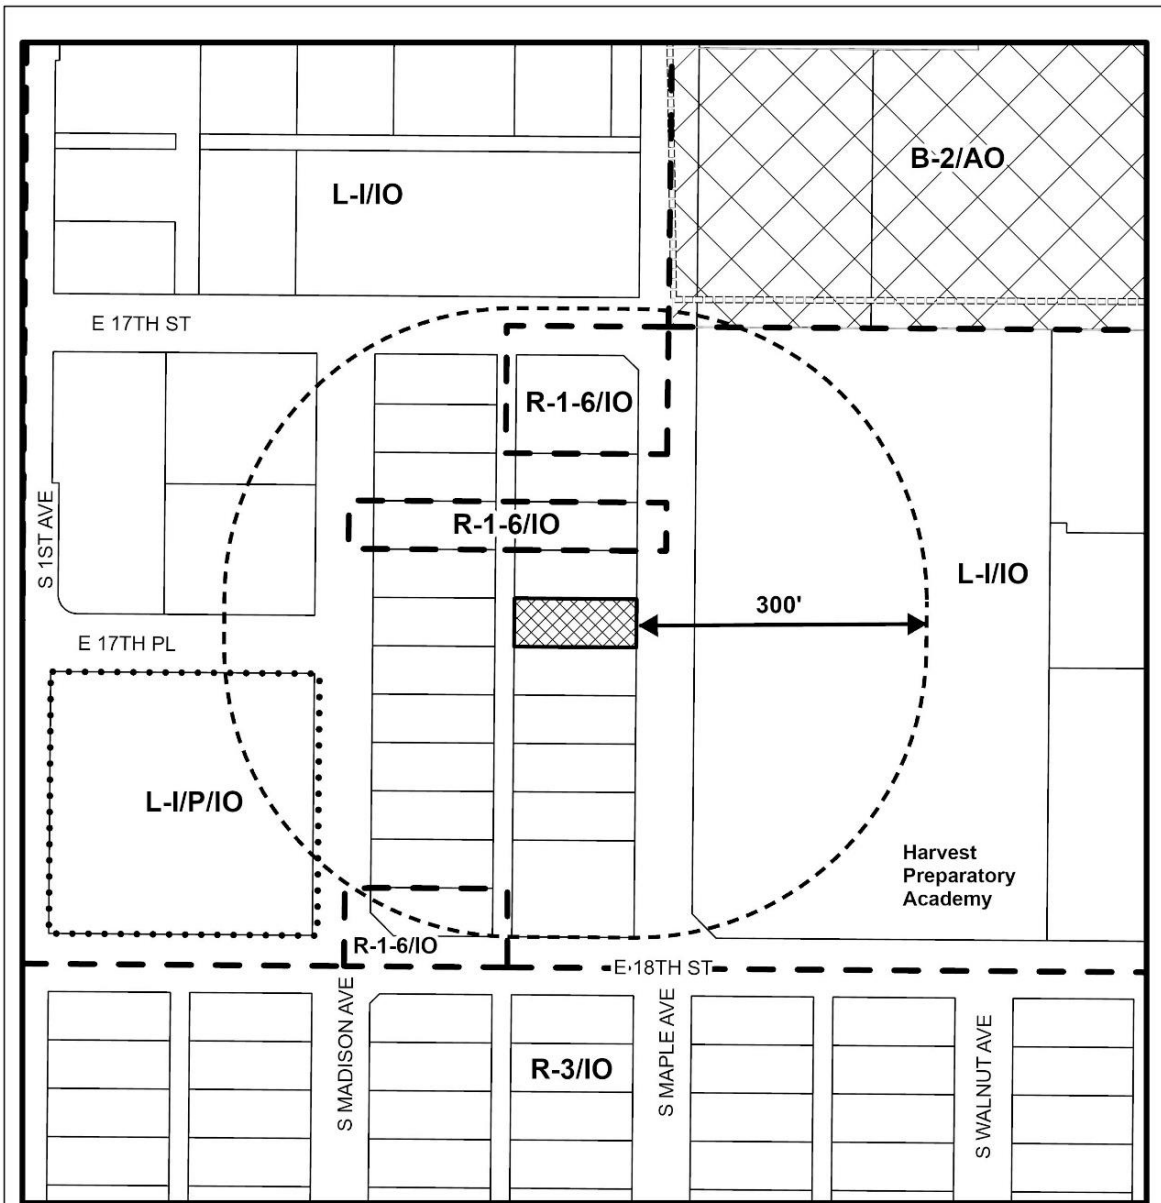 B-2/AO
L-I/IO
E 17TH ST
R-1-6/IO
S 1ST AVE
R-1-6/IO
L-I/IO
300'
E 17TH PL
L-I/P/IO
Harvest
Preparatory
Academy
R-1-6/IO
E 18TH ST
S MADISON AVE
S MAPLE AVE
S WALNUT AVE
R-3/IO